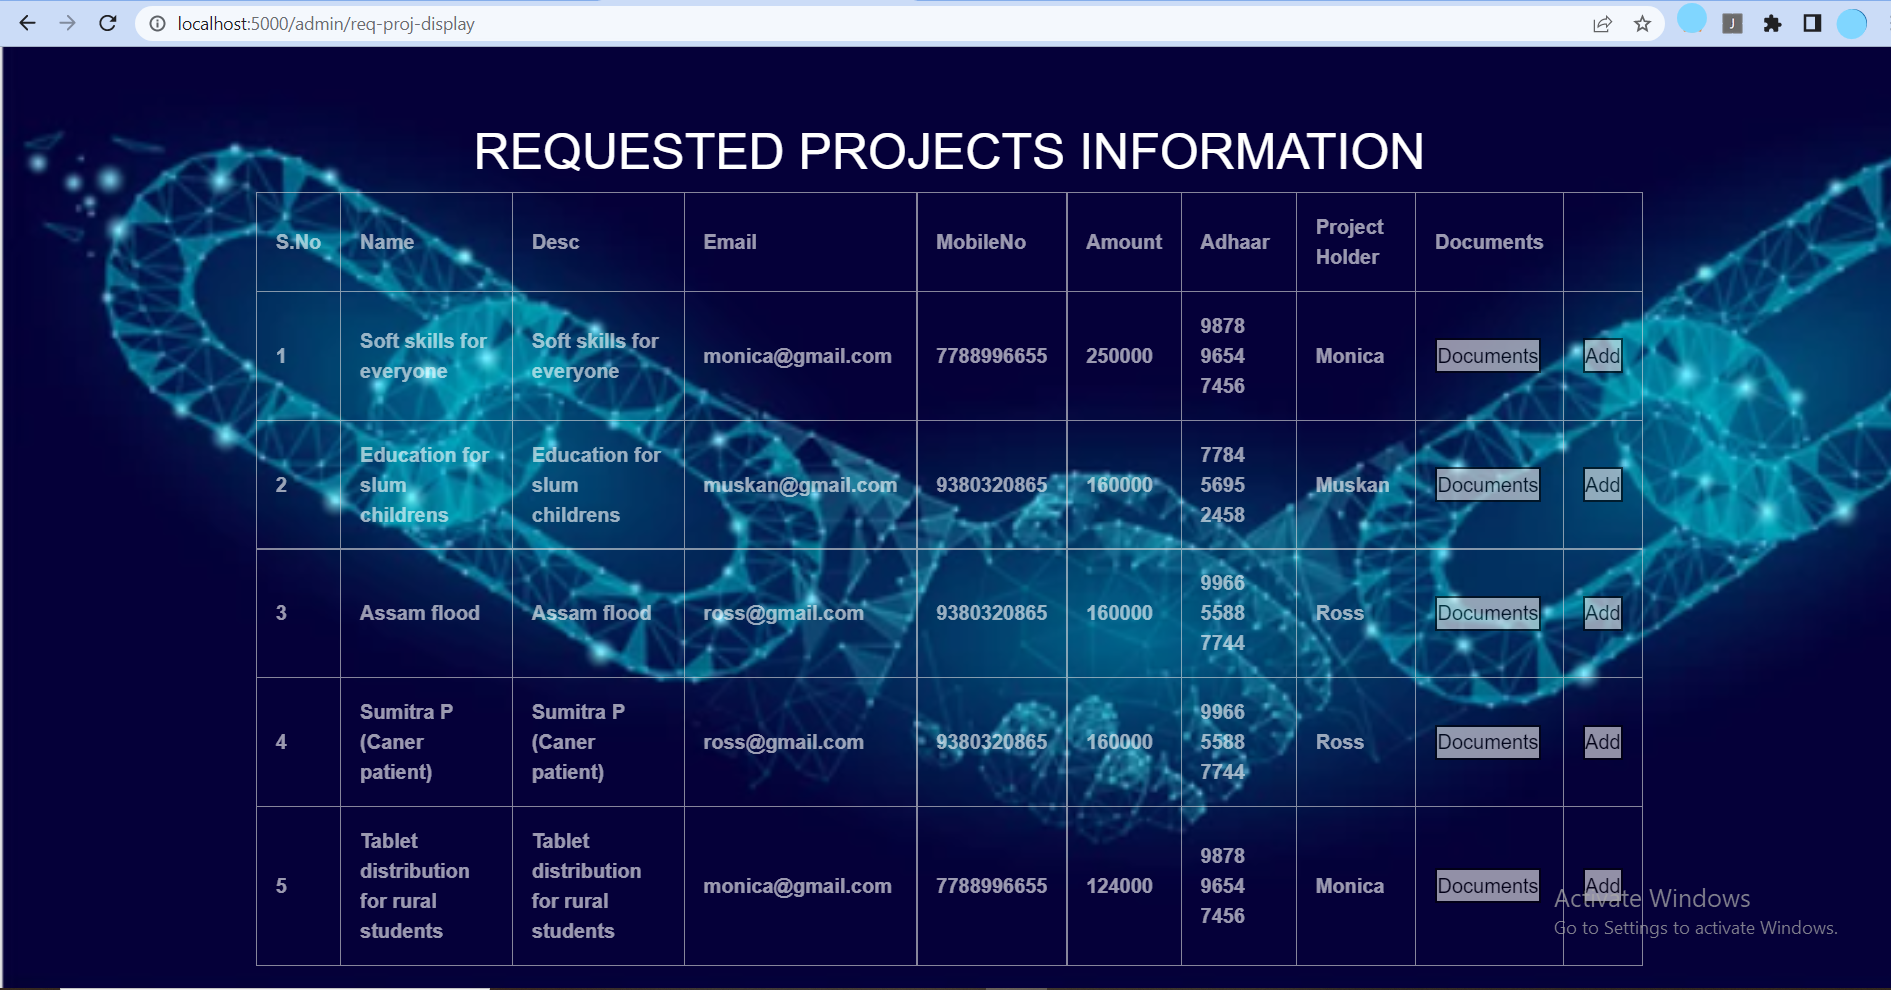 localhost:5000/admin/req-proj-display
J
REQUESTED PROJECTS INFORMATION
S.No Name Desc Email MobileNo Amount Adhaar Project Holder Documents
1 Soft skills for everyone Soft skills for everyone monica@gmail.com 7788996655 250000 9878 9654 7456 Monica Documents Add
2 Education for slum childrens Education for slum childrens muskan@gmail.com 9380320865 160000 7784 5695 2458 Muskan Documents Add
3 Assam flood Assam flood ross@gmail.com 9380320865 160000 9966 5588 7744 Ross Documents Add
4 Sumitra P (Caner patient) Sumitra P (Caner patient) ross@gmail.com 9380320865 160000 9966 5588 7744 Ross Documents Add
5 Tablet distribution for rural students Tablet distribution for rural students monica@gmail.com 7788996655 124000 9878 9654 7456 Monica Documents Add
Activate Windows
Go to Settings to activate Windows.